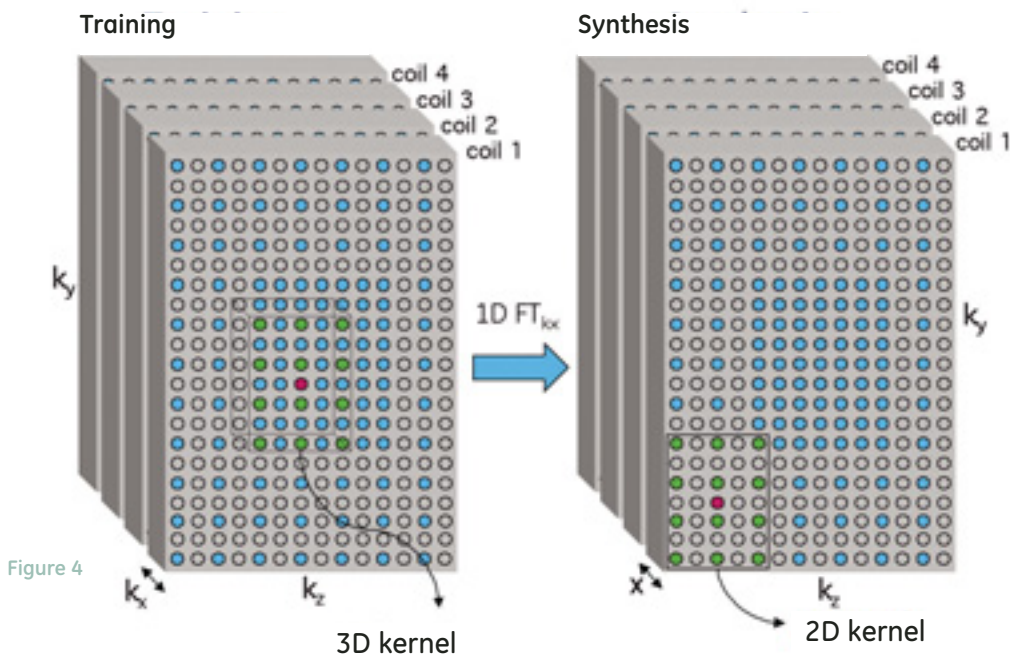 Training
Synthesis
coil 4
coil 3
coil 2
coil 1
coil 4
coil 3
coil 2
coil 1
ky
1D FTkx
ky
Figure 4
kx
kz
x
kz
3D kernel
2D kernel